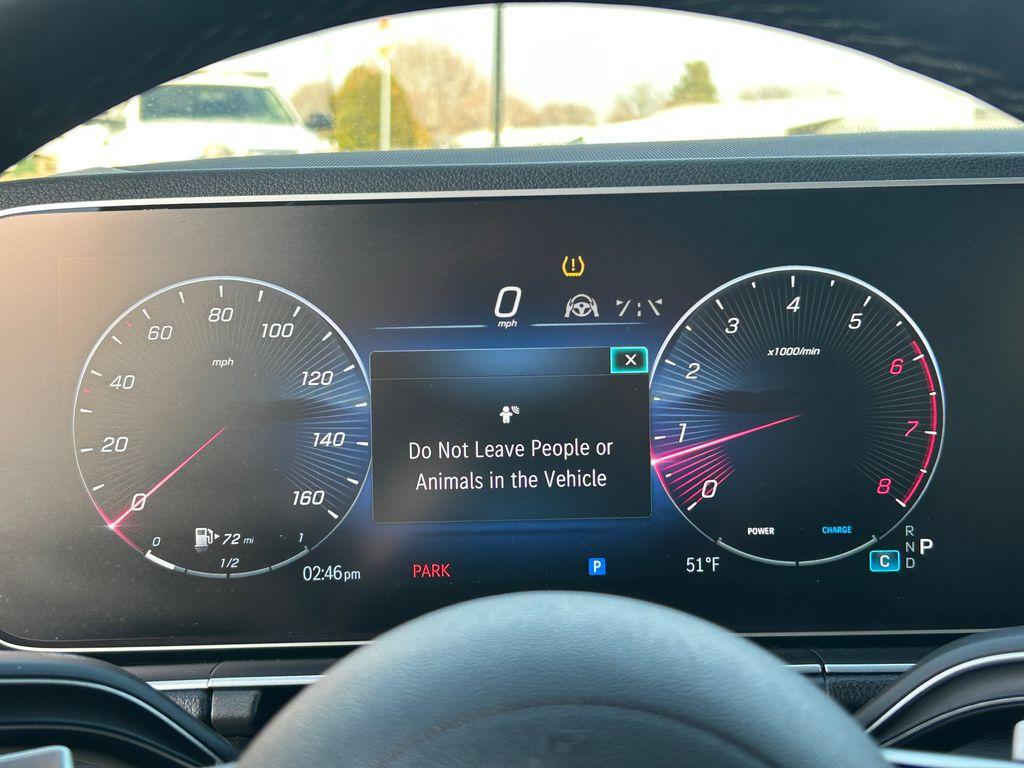 0
mph
20
40
60
80
100
120
140
160
0
mph
0
72 mi
1
1/2
02:46pm
Do Not Leave People or
Animals in the Vehicle
PARK
P
51°F
x1000/min
0
1
2
3
4
5
6
7
8
POWER
CHARGE
C
R
N
D
P